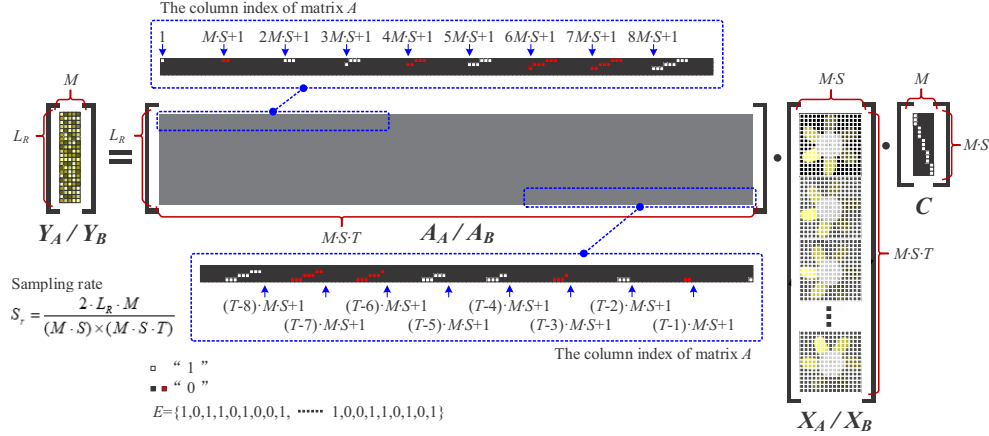 The column index of matrix A
1 M·S+1 2M·S+1 3M·S+1 4M·S+1 5M·S+1 6M·S+1 7M·S+1 8M·S+1
M
L_R
=
L_R
M·S
M
M·S
Y_A / Y_B
M·S·T
A_A / A_B
C
M·S·T
Sampling rate
S_r = 2·L_R·M / (M·S)×(M·S·T)
(T-8)·M·S+1 (T-6)·M·S+1 (T-4)·M·S+1 (T-2)·M·S+1
(T-7)·M·S+1 (T-5)·M·S+1 (T-3)·M·S+1 (T-1)·M·S+1
The column index of matrix A
“ 1 ”
“ 0 ”
E={1,0,1,1,0,1,0,0,1, ······ 1,0,0,1,1,0,1,0,1}
X_A / X_B